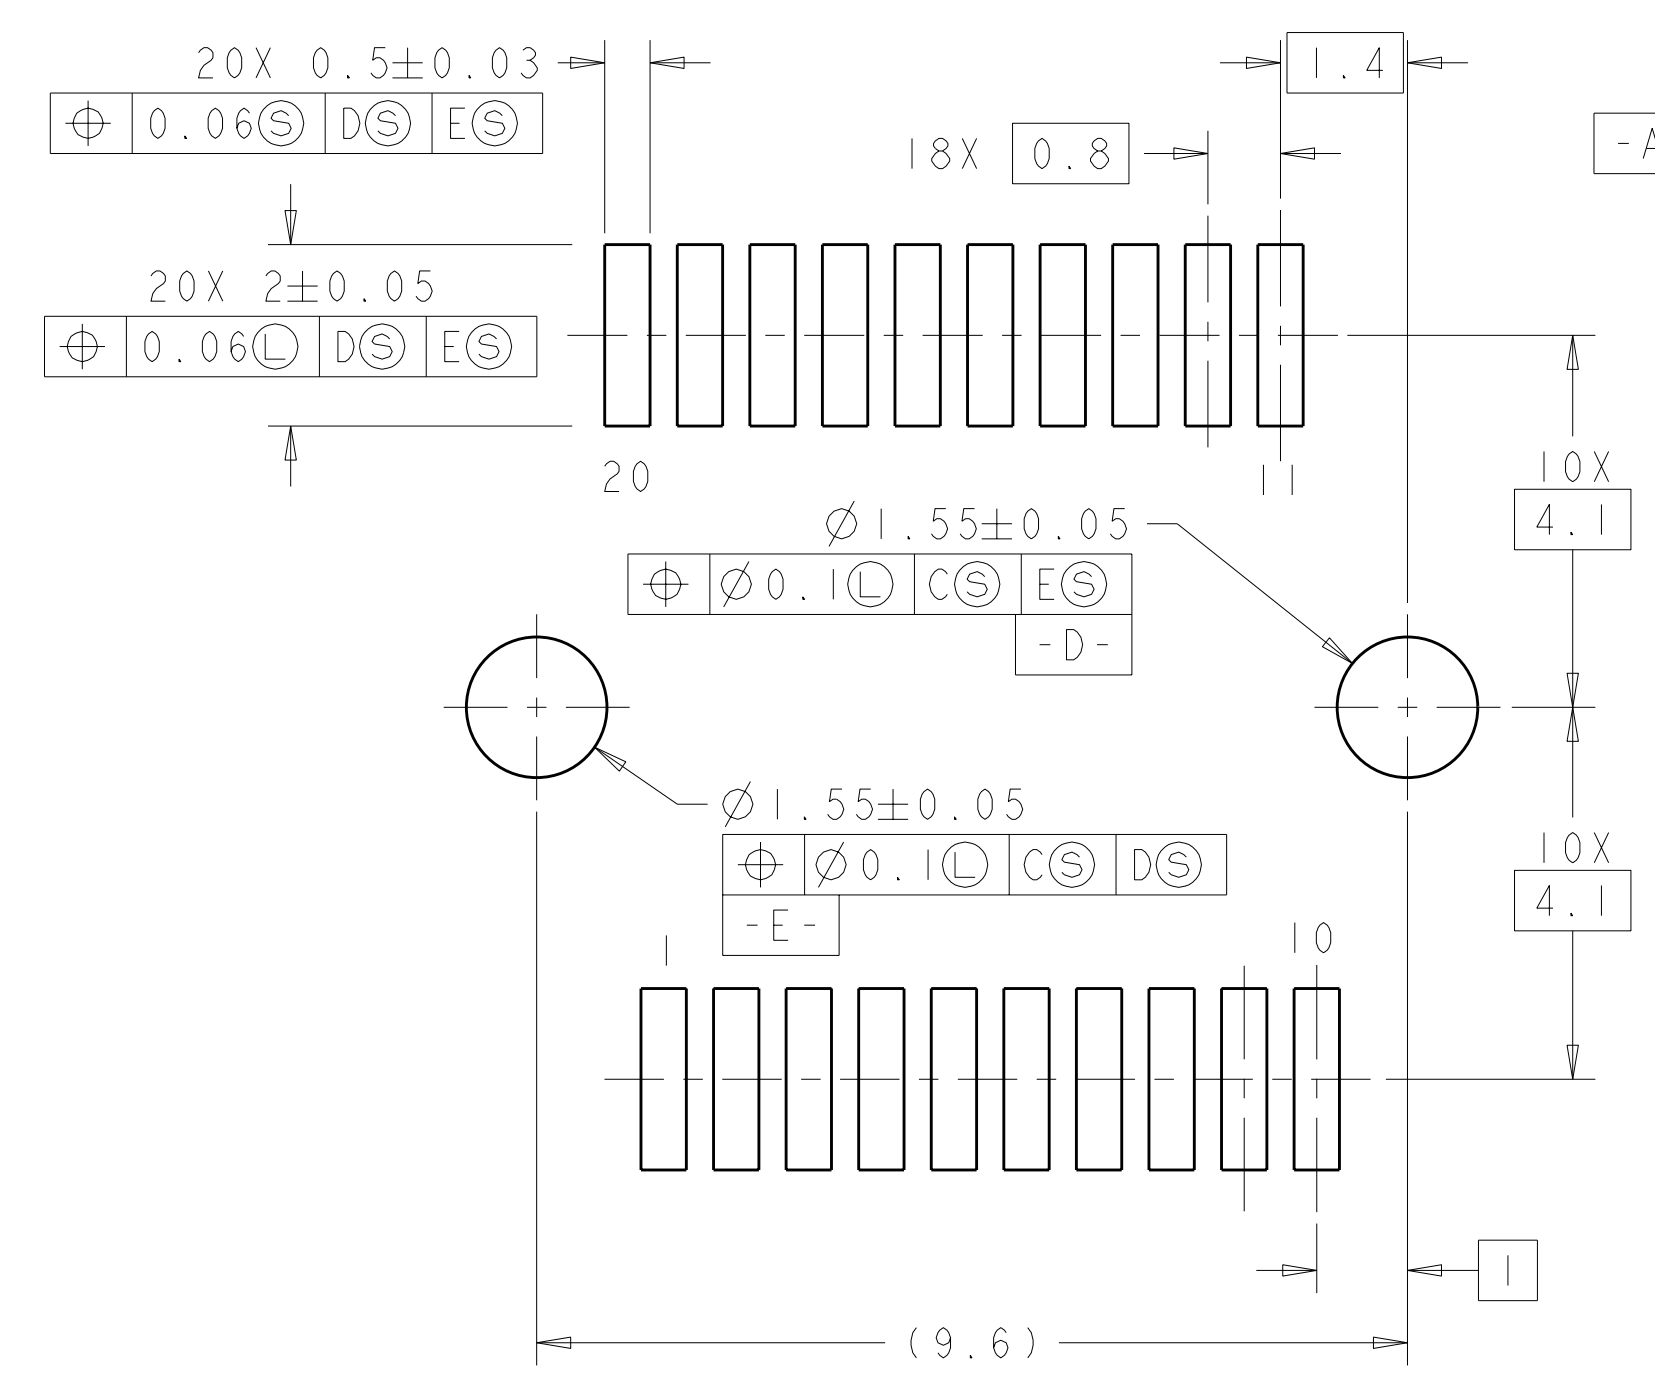 20X 0.5±0.03
⌖ 0.06Ⓢ DⓈ EⓈ
1.4
18X 0.8
-A
20X 2±0.05
⌖ 0.06Ⓛ DⓈ EⓈ
20
11
10X
4.1
Ø1.55±0.05
⌖ Ø0.1Ⓛ CⓈ EⓈ
-D-
Ø1.55±0.05
⌖ Ø0.1Ⓛ CⓈ DⓈ
-E-
10X
4.1
1
10
1
(9.6)